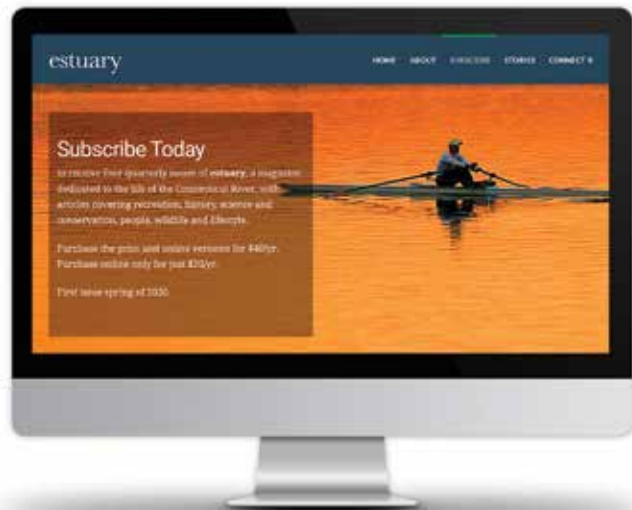 estuary
HOME ABOUT SUBSCRIBE STORIES CONNECT
Subscribe Today
to receive four quarterly issues of estuary, a magazine
dedicated to the life of the Connecticut River, with
articles covering recreation, history, science and
conservation, people, wildlife and lifestyle.
Purchase the print and online versions for $40/yr.
Purchase online only for just $20/yr.
First issue spring of 2020